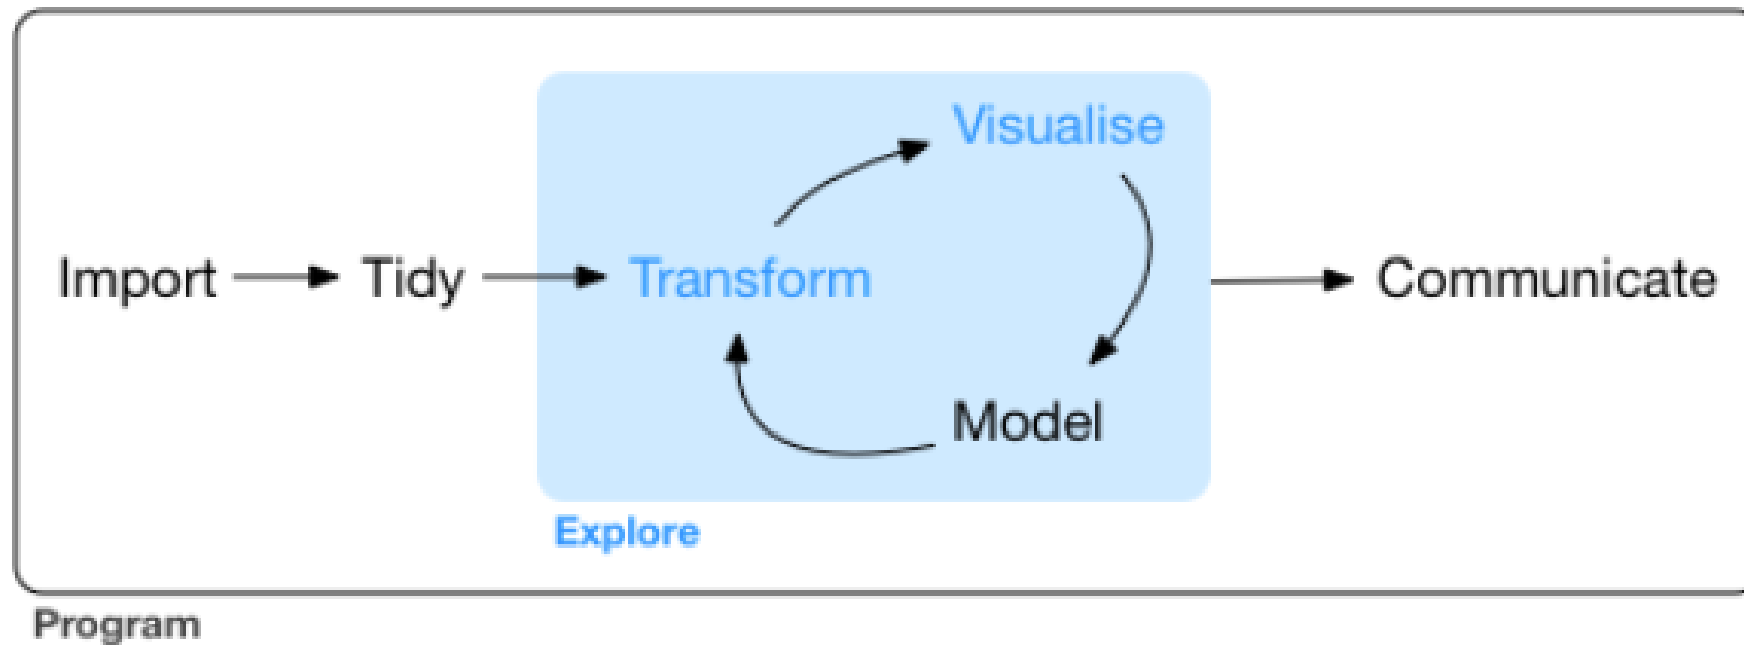 Visualise
Import Tidy Transform Communicate
Model
Explore
Program